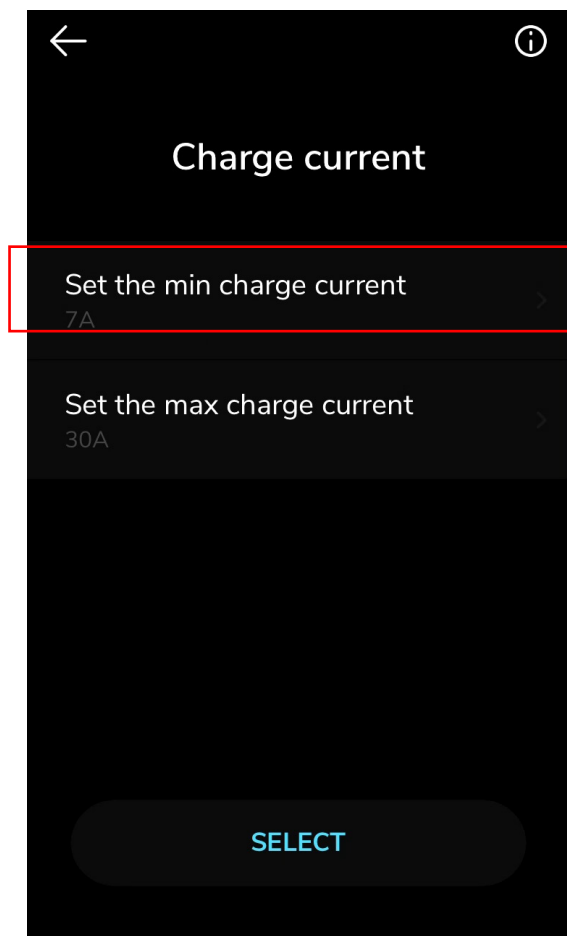 Charge current
Set the min charge current
7A
Set the max charge current
30A
SELECT